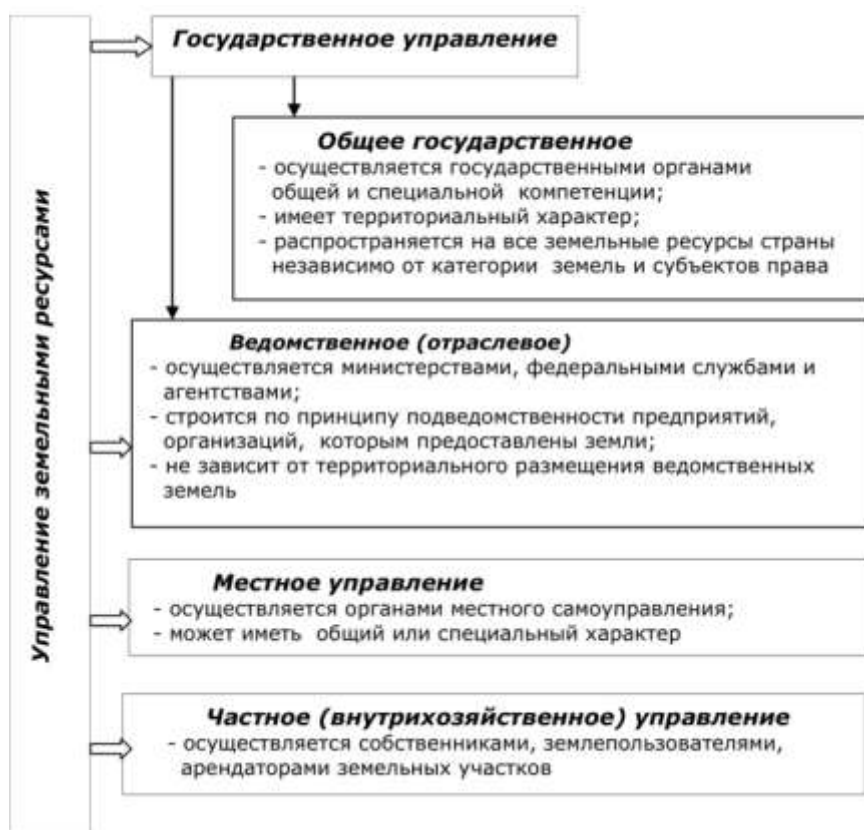 Управление земельными ресурсами
Государственное управление
Общее государственное
- осуществляется государственными органами
общей и специальной компетенции;
- имеет территориальный характер;
- распространяется на все земельные ресурсы страны
независимо от категории земель и субъектов права
Ведомственное (отраслевое)
- осуществляется министерствами, федеральными службами и
агентствами;
- строится по принципу подведомственности предприятий,
организаций, которым предоставлены земли;
- не зависит от территориального размещения ведомственных
земель
Местное управление
- осуществляется органами местного самоуправления;
- может иметь общий или специальный характер
Частное (внутрихозяйственное) управление
- осуществляется собственниками, землепользователями,
арендаторами земельных участков